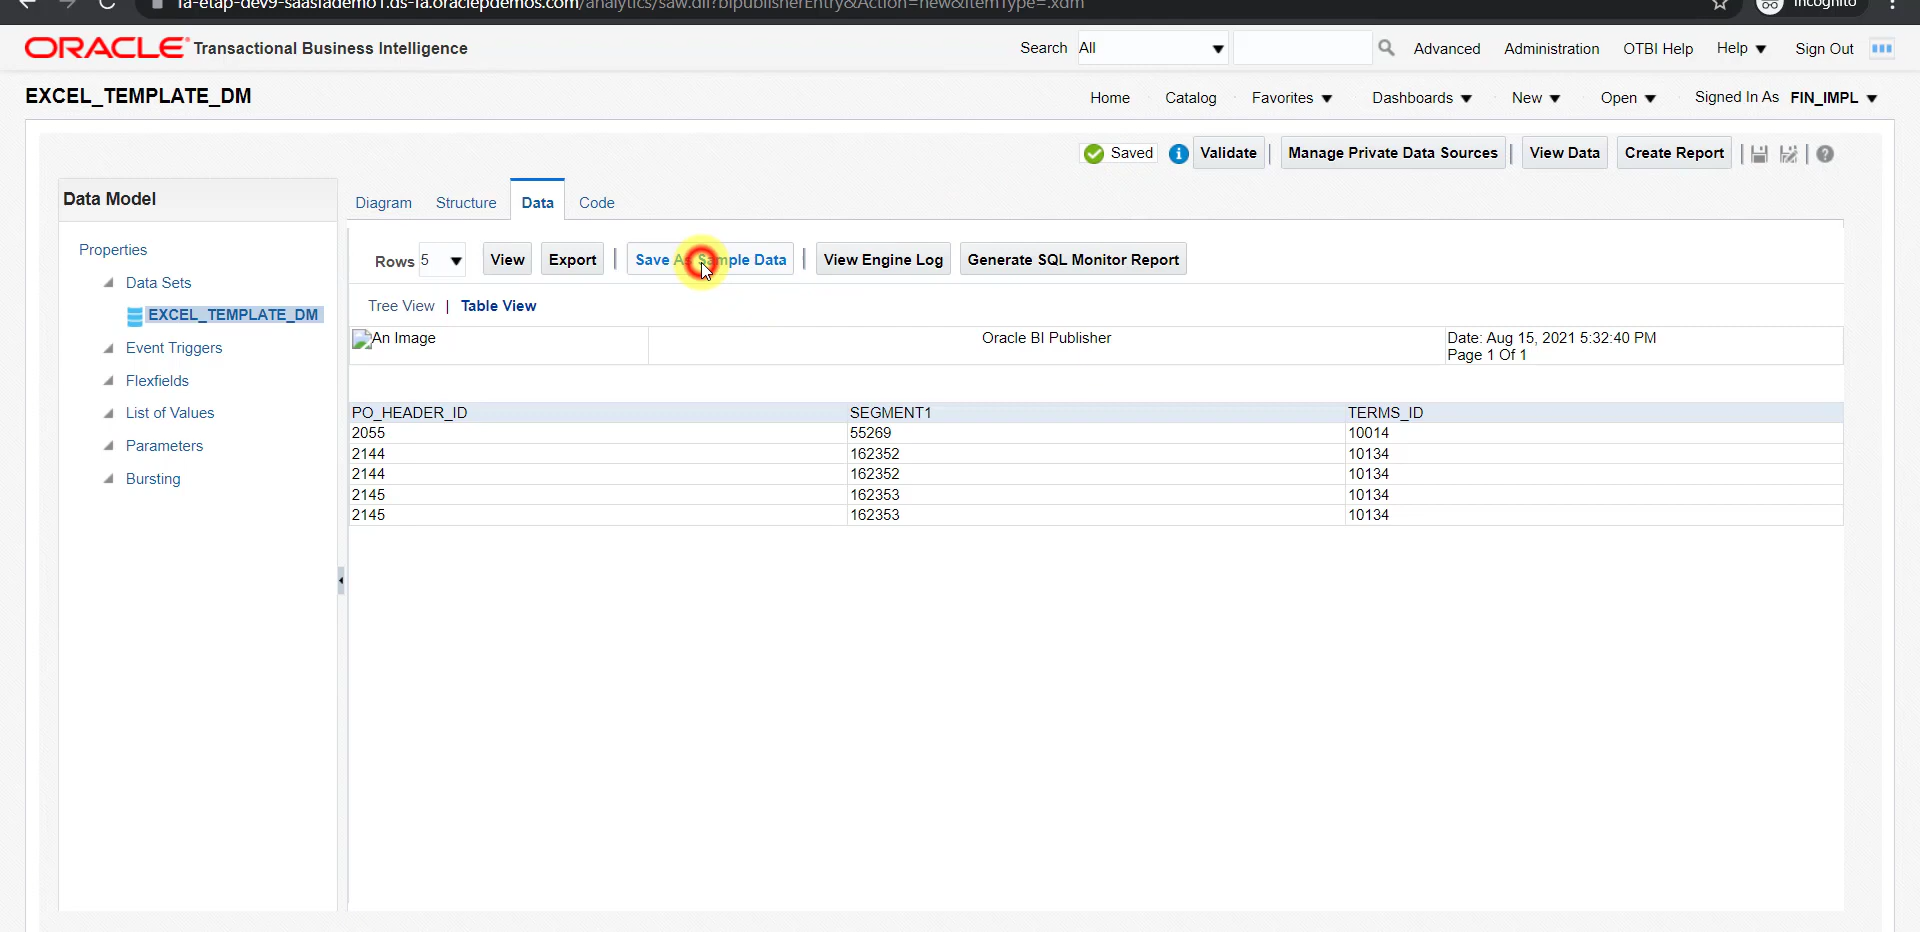 fa-etap-dev9-saasfademo1.ds-fa.oraclepdemos.com/analytics/saw.dll?bipublisherEntry&Action=new&itemType=.xdm
Incognito
ORACLE® Transactional Business Intelligence
Search All Advanced Administration OTBI Help Help Sign Out
EXCEL_TEMPLATE_DM
Home Catalog Favorites Dashboards New Open Signed In As FIN_IMPL
Saved Validate Manage Private Data Sources View Data Create Report
Data Model
Diagram Structure Data Code
Properties
Data Sets
EXCEL_TEMPLATE_DM
Event Triggers
Flexfields
List of Values
Parameters
Bursting
Rows 5 View Export Save As Sample Data View Engine Log Generate SQL Monitor Report
Tree View | Table View
An Image Oracle BI Publisher Date: Aug 15, 2021 5:32:40 PM
Page 1 Of 1
PO_HEADER_ID SEGMENT1 TERMS_ID
2055 55269 10014
2144 162352 10134
2144 162352 10134
2145 162353 10134
2145 162353 10134